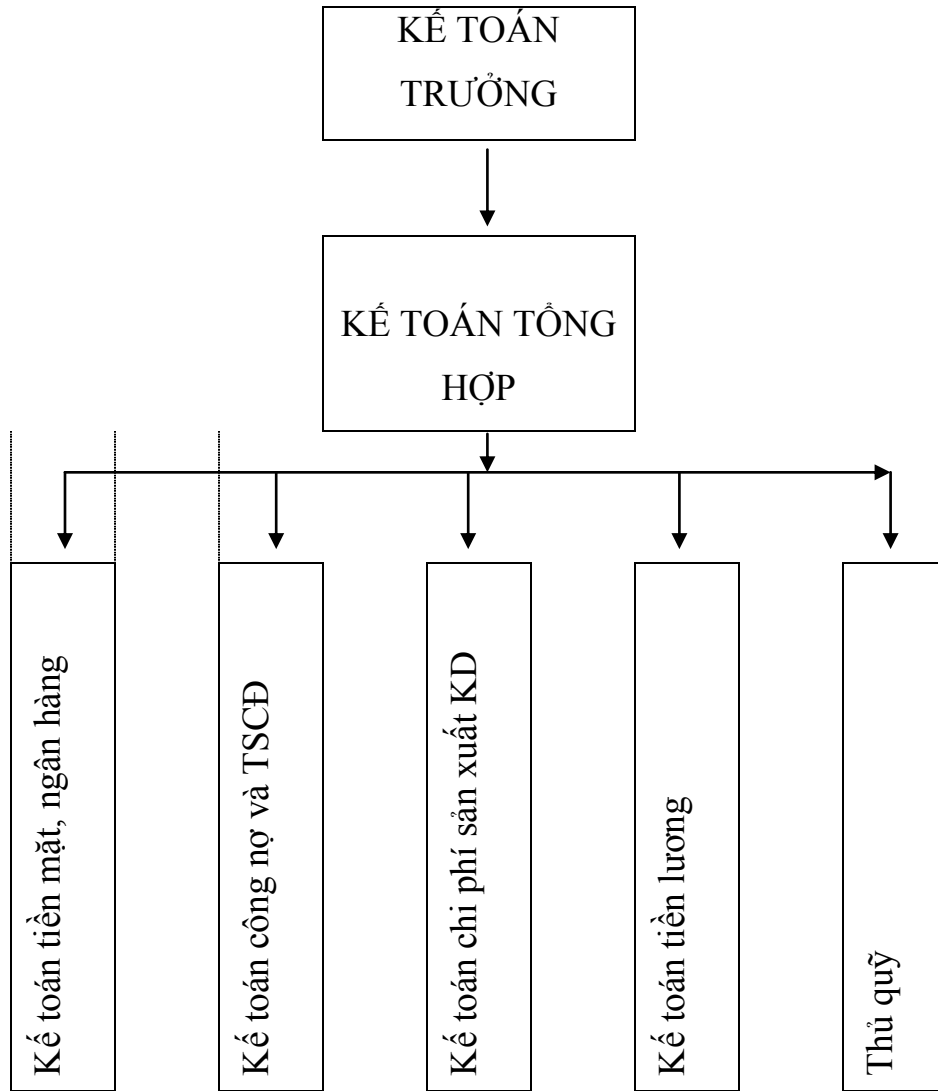 KẾ TOÁN
TRƯỞNG
KẾ TOÁN TỔNG
HỢP
Kế toán tiền mặt, ngân hàng
Kế toán công nợ và TSCĐ
Kế toán chi phí sản xuất KD
Kế toán tiền lương
Thủ quỹ